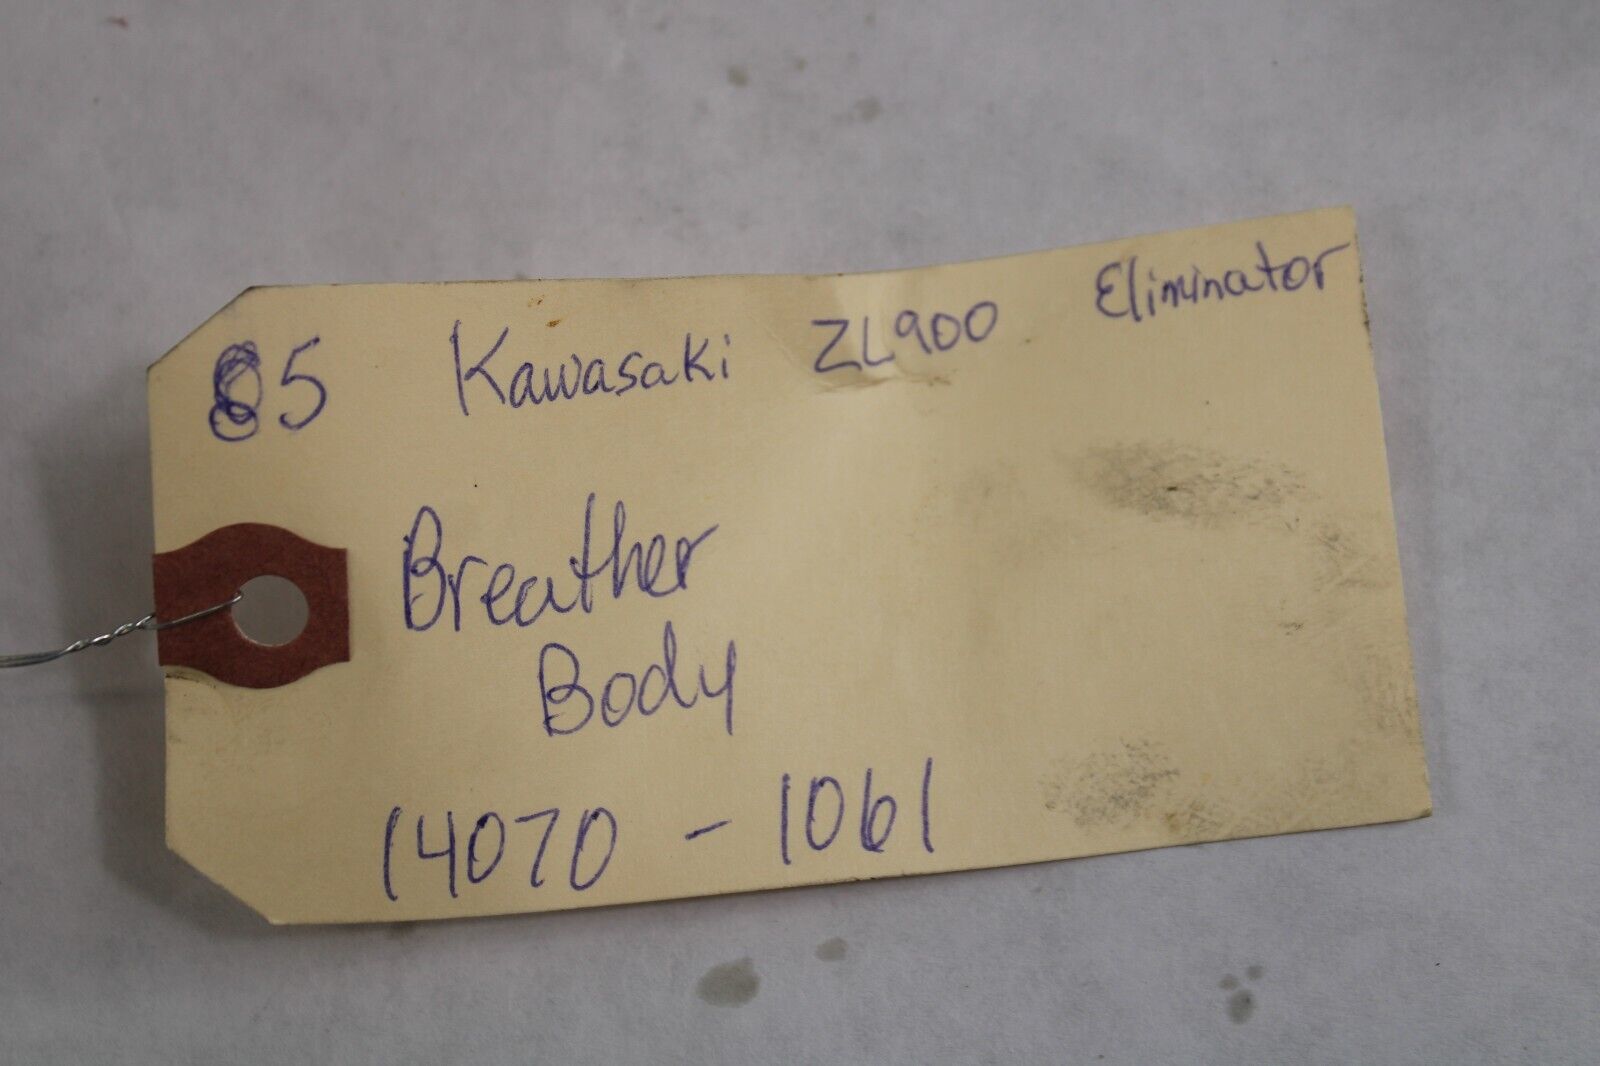 85 Kawasaki ZL900 Eliminator
Breather
Body
14070 - 1061